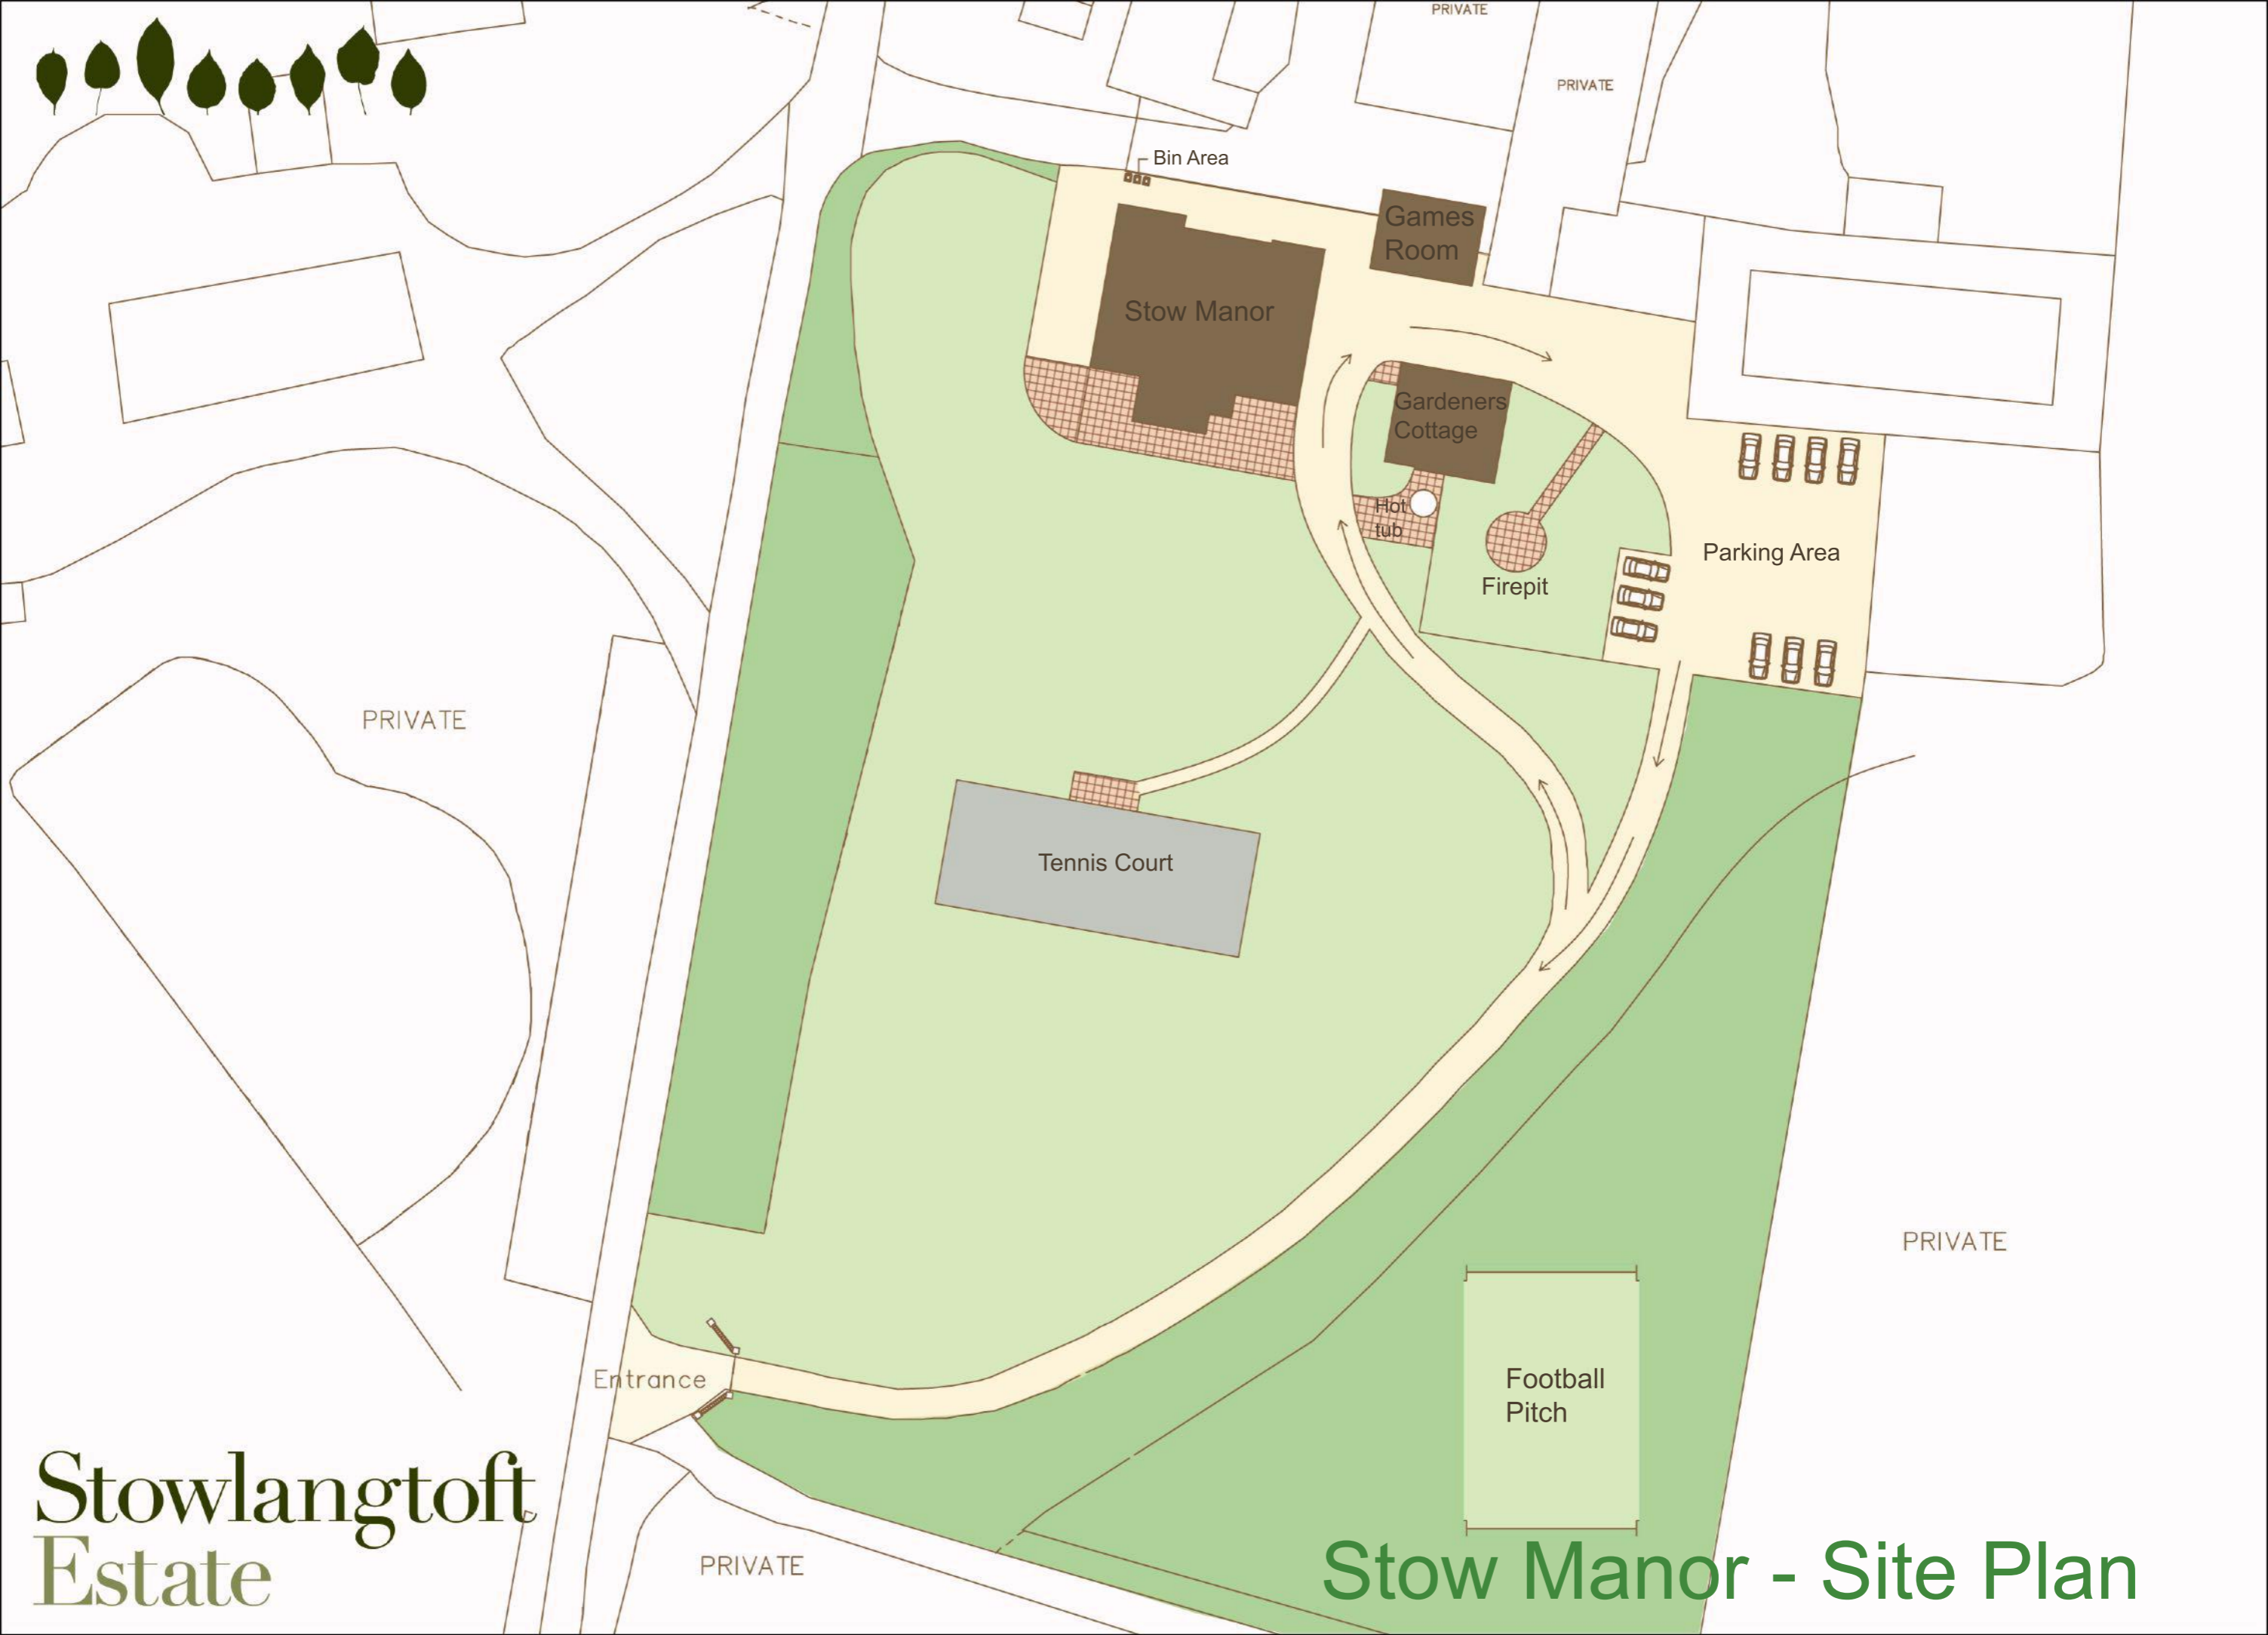 PRIVATE
PRIVATE
Bin Area
Games
Room
Stow Manor
Gardeners
Cottage
Hot
tub
Firepit
Parking Area
PRIVATE
Tennis Court
PRIVATE
Entrance
Football
Pitch
Stowlangtoft
Estate
PRIVATE
Stow Manor - Site Plan